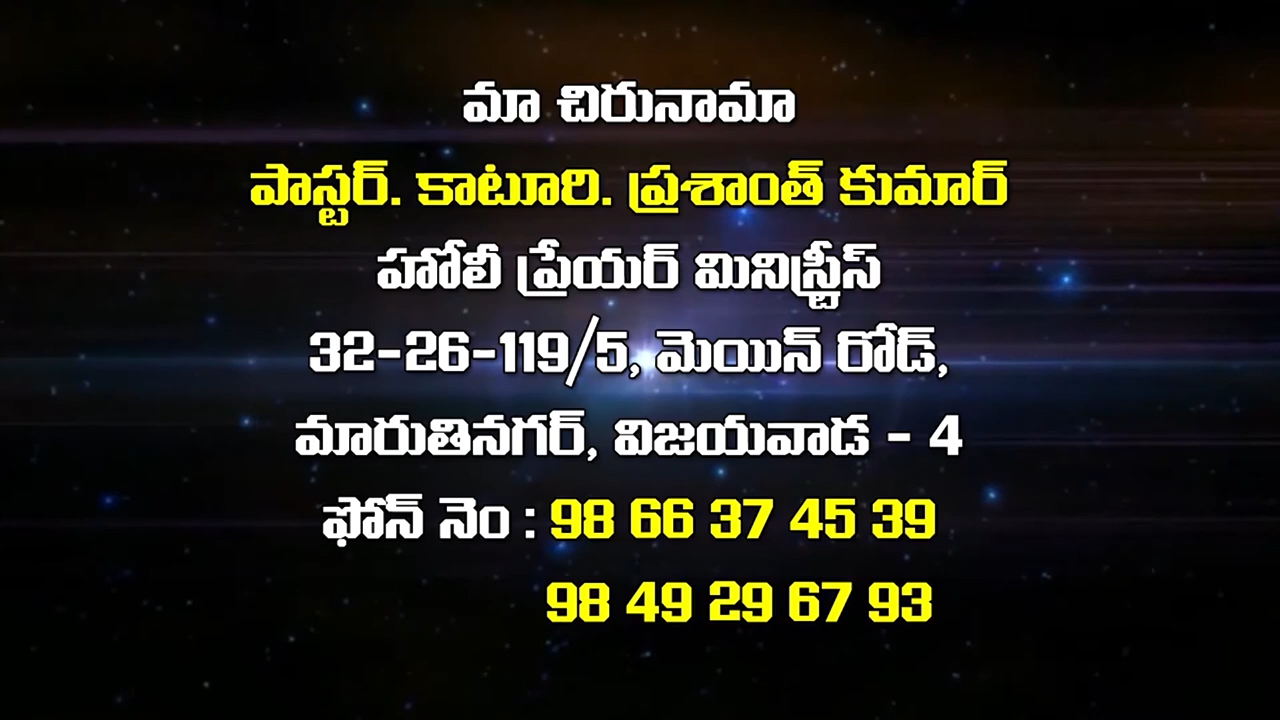 మా చిరునామా
పాస్టర్. కాటూరి. ప్రశాంత్ కుమార్
హోలీ ప్రేయర్ మినిస్ట్రీస్
32-26-119/5, మెయిన్ రోడ్,
మారుతినగర్, విజయవాడ - 4
ఫోన్ నెం : 98 66 37 45 39
98 49 29 67 93